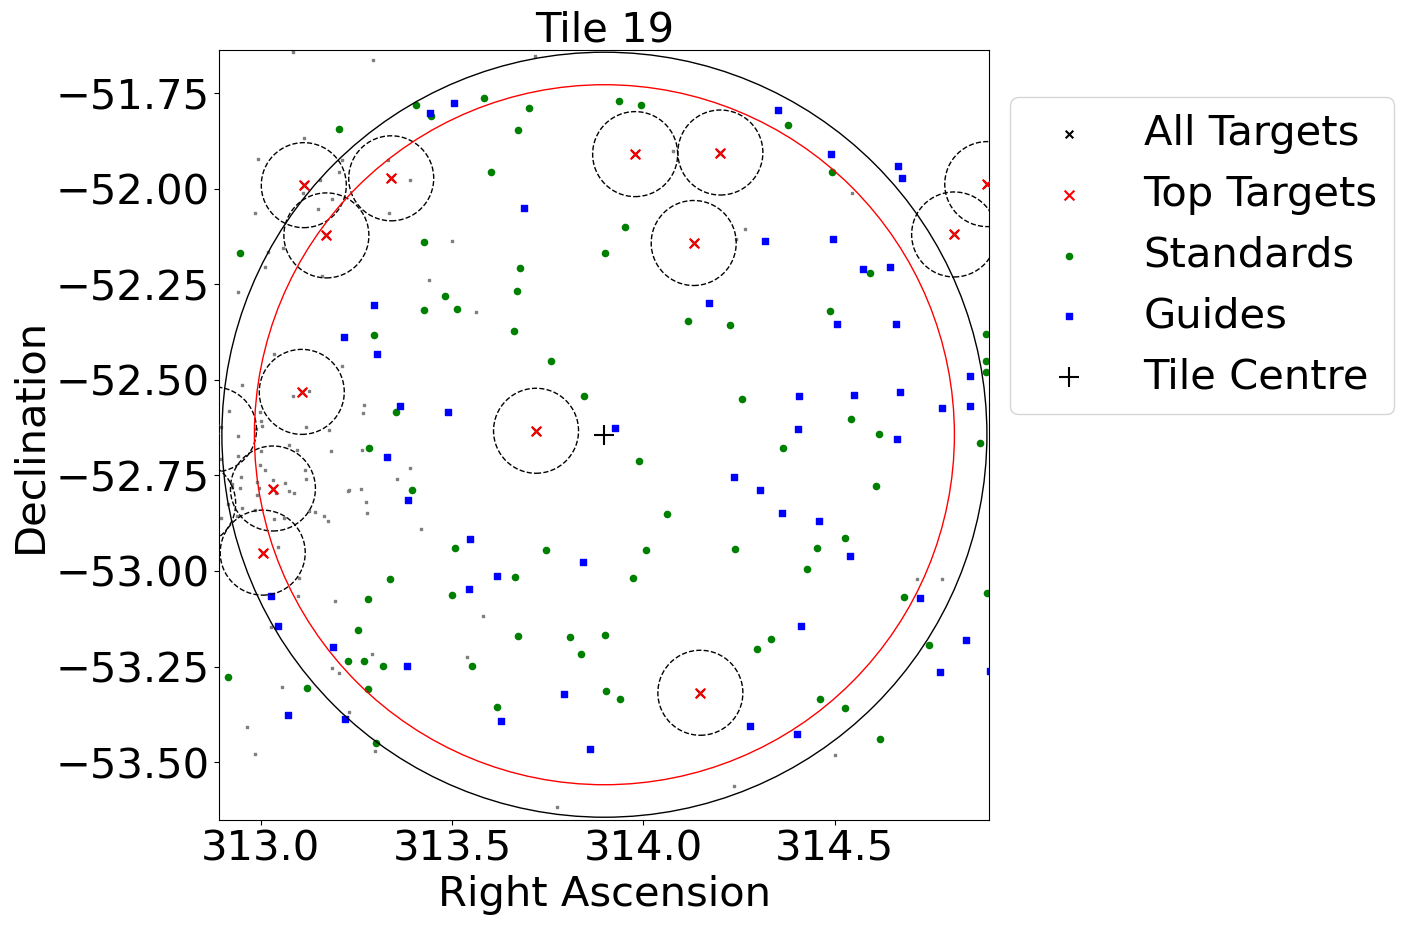 Tile 19
−51.75
−52.00
−52.25
−52.50
−52.75
−53.00
−53.25
−53.50
Declination
313.0 313.5 314.0 314.5
Right Ascension
All Targets
Top Targets
Standards
Guides
Tile Centre